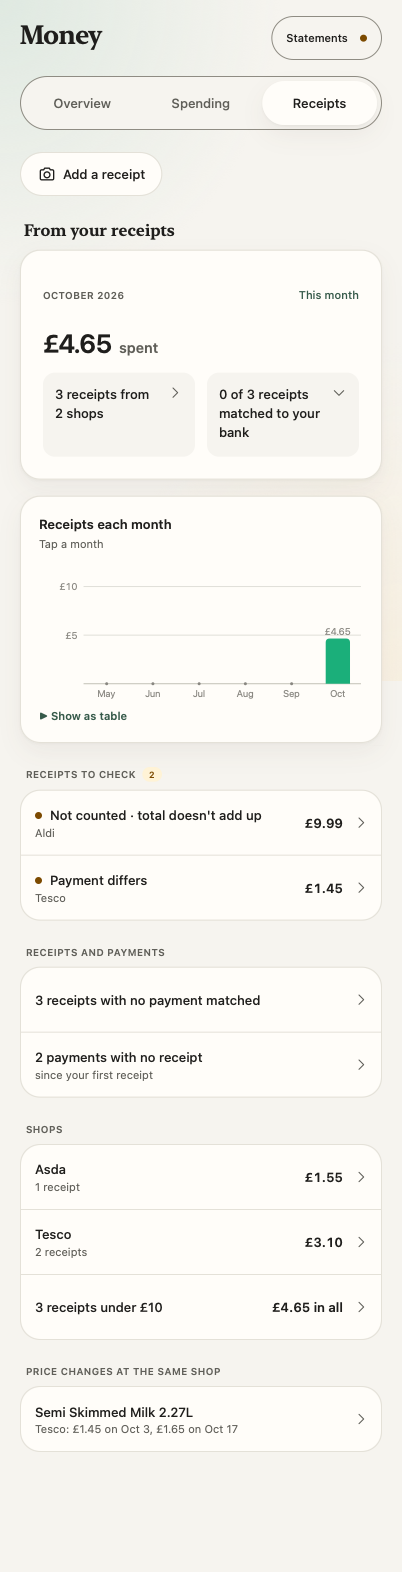 Money
Statements
Overview
Spending
Receipts
Add a receipt
From your receipts
OCTOBER 2026
This month
£4.65 spent
3 receipts from
2 shops
0 of 3 receipts
matched to your
bank
Receipts each month
Tap a month
£10
£5
£4.65
May
Jun
Jul
Aug
Sep
Oct
Show as table
RECEIPTS TO CHECK 2
Not counted · total doesn't add up
£9.99
Aldi
Payment differs
£1.45
Tesco
RECEIPTS AND PAYMENTS
3 receipts with no payment matched
2 payments with no receipt
since your first receipt
SHOPS
Asda
£1.55
1 receipt
Tesco
£3.10
2 receipts
3 receipts under £10
£4.65 in all
PRICE CHANGES AT THE SAME SHOP
Semi Skimmed Milk 2.27L
Tesco: £1.45 on Oct 3, £1.65 on Oct 17